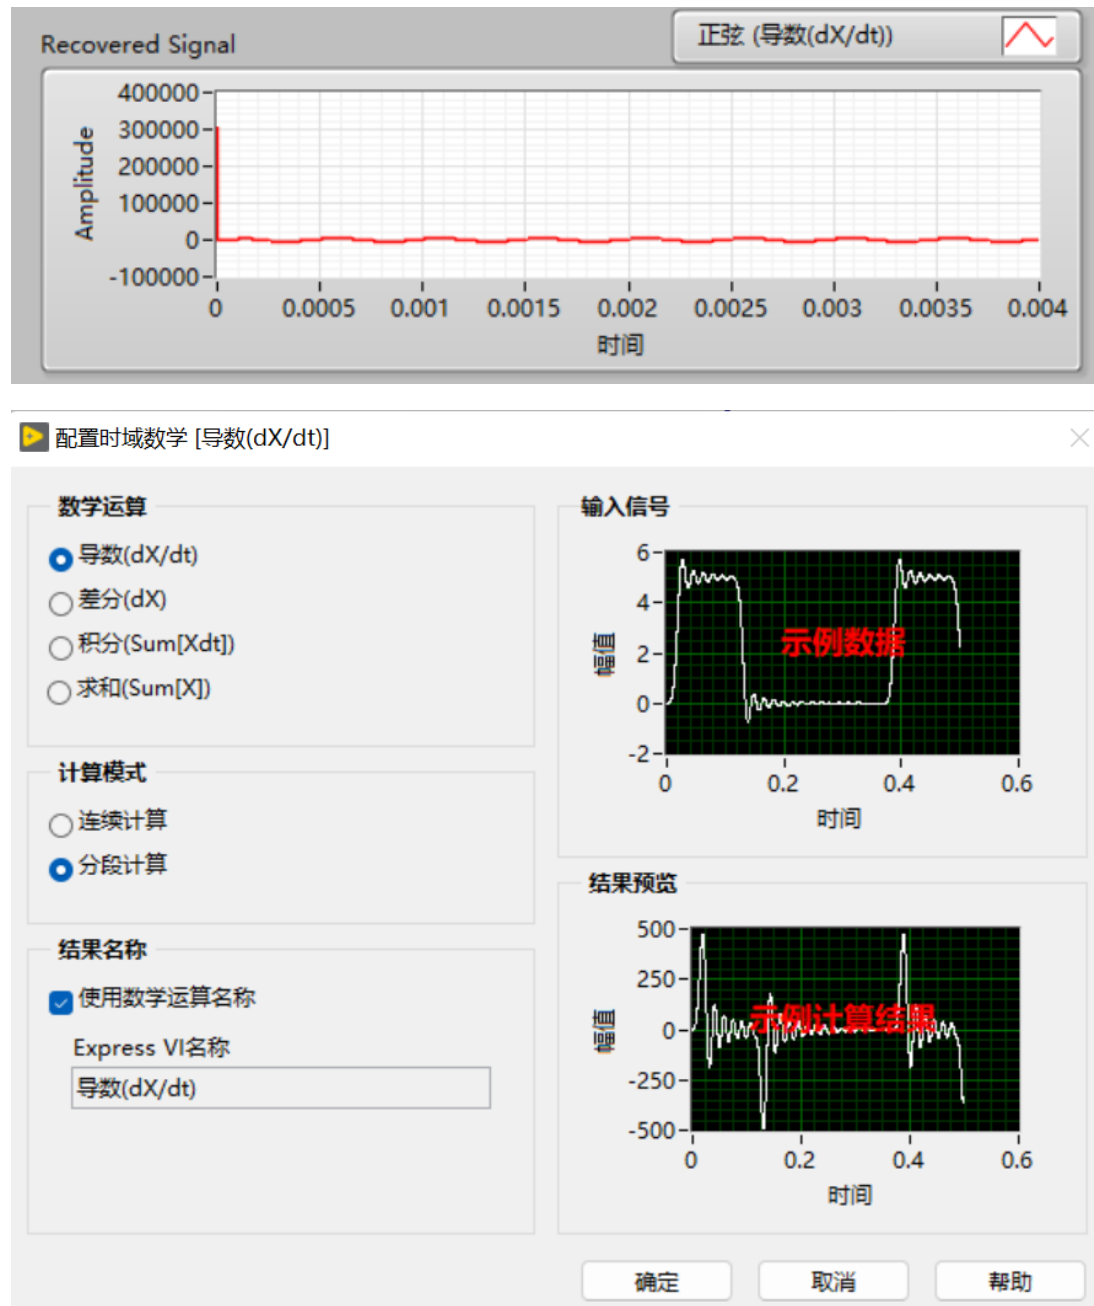 Recovered Signal
正弦 (导数(dX/dt))
400000
300000
200000
100000
0
-100000
Amplitude
0 0.0005 0.001 0.0015 0.002 0.0025 0.003 0.0035 0.004
时间
配置时域数学 [导数(dX/dt)]
数学运算
导数(dX/dt)
差分(dX)
积分(Sum[Xdt])
求和(Sum[X])
计算模式
连续计算
分段计算
结果名称
使用数学运算名称
Express VI名称
导数(dX/dt)
输入信号
6
4
2
0
-2
幅值
示例数据
0 0.2 0.4 0.6
时间
结果预览
500
250
0
-250
-500
幅值
示例计算结果
0 0.2 0.4 0.6
时间
确定 取消 帮助